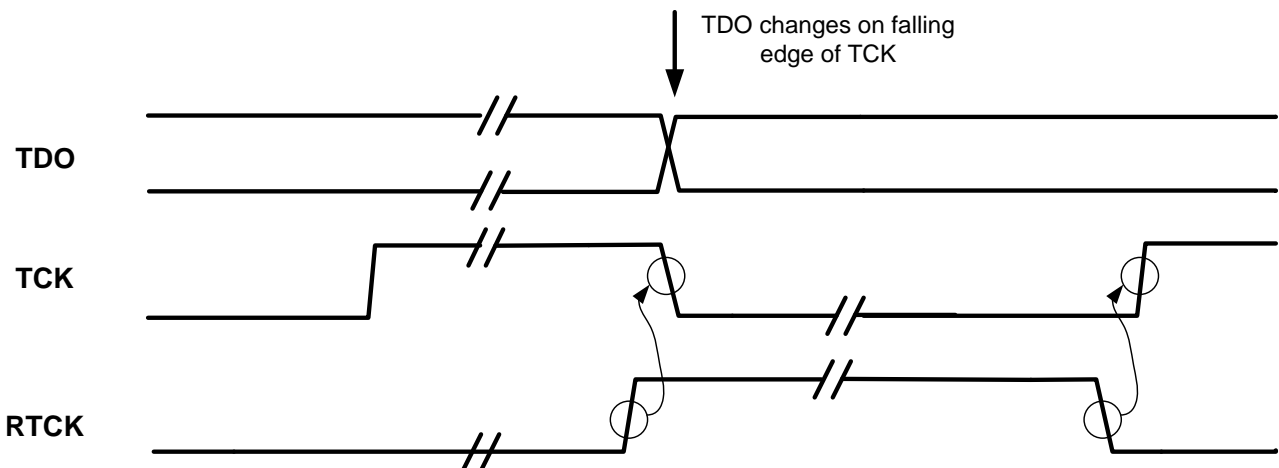 TDO changes on falling
edge of TCK
TDO
TCK
RTCK